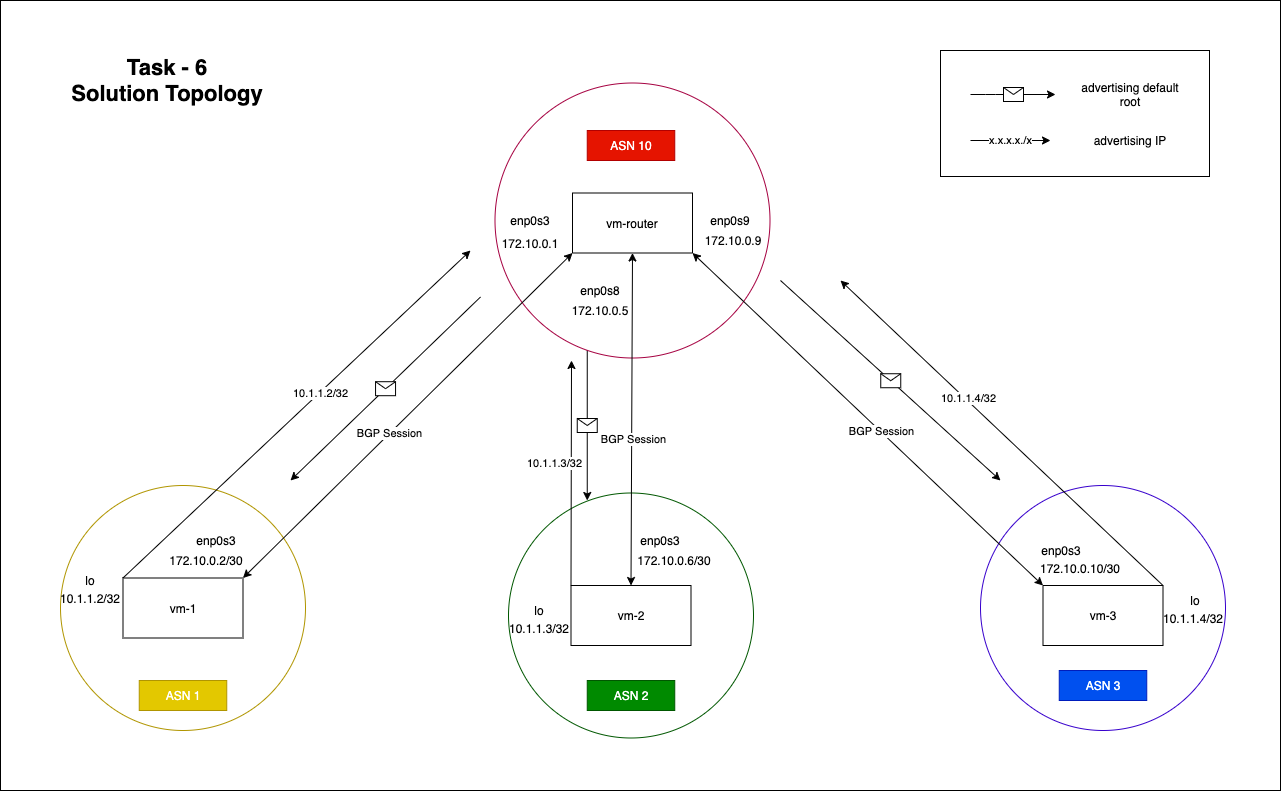 Task - 6
Solution Topology
advertising default
root
x.x.x.x./x
advertising IP
ASN 10
enp0s3
172.10.0.1
vm-router
enp0s9
172.10.0.9
enp0s8
172.10.0.5
10.1.1.2/32
BGP Session
10.1.1.3/32
BGP Session
10.1.1.4/32
BGP Session
enp0s3
172.10.0.2/30
lo
10.1.1.2/32
vm-1
ASN 1
enp0s3
172.10.0.6/30
lo
10.1.1.3/32
vm-2
ASN 2
enp0s3
172.10.0.10/30
vm-3
lo
10.1.1.4/32
ASN 3